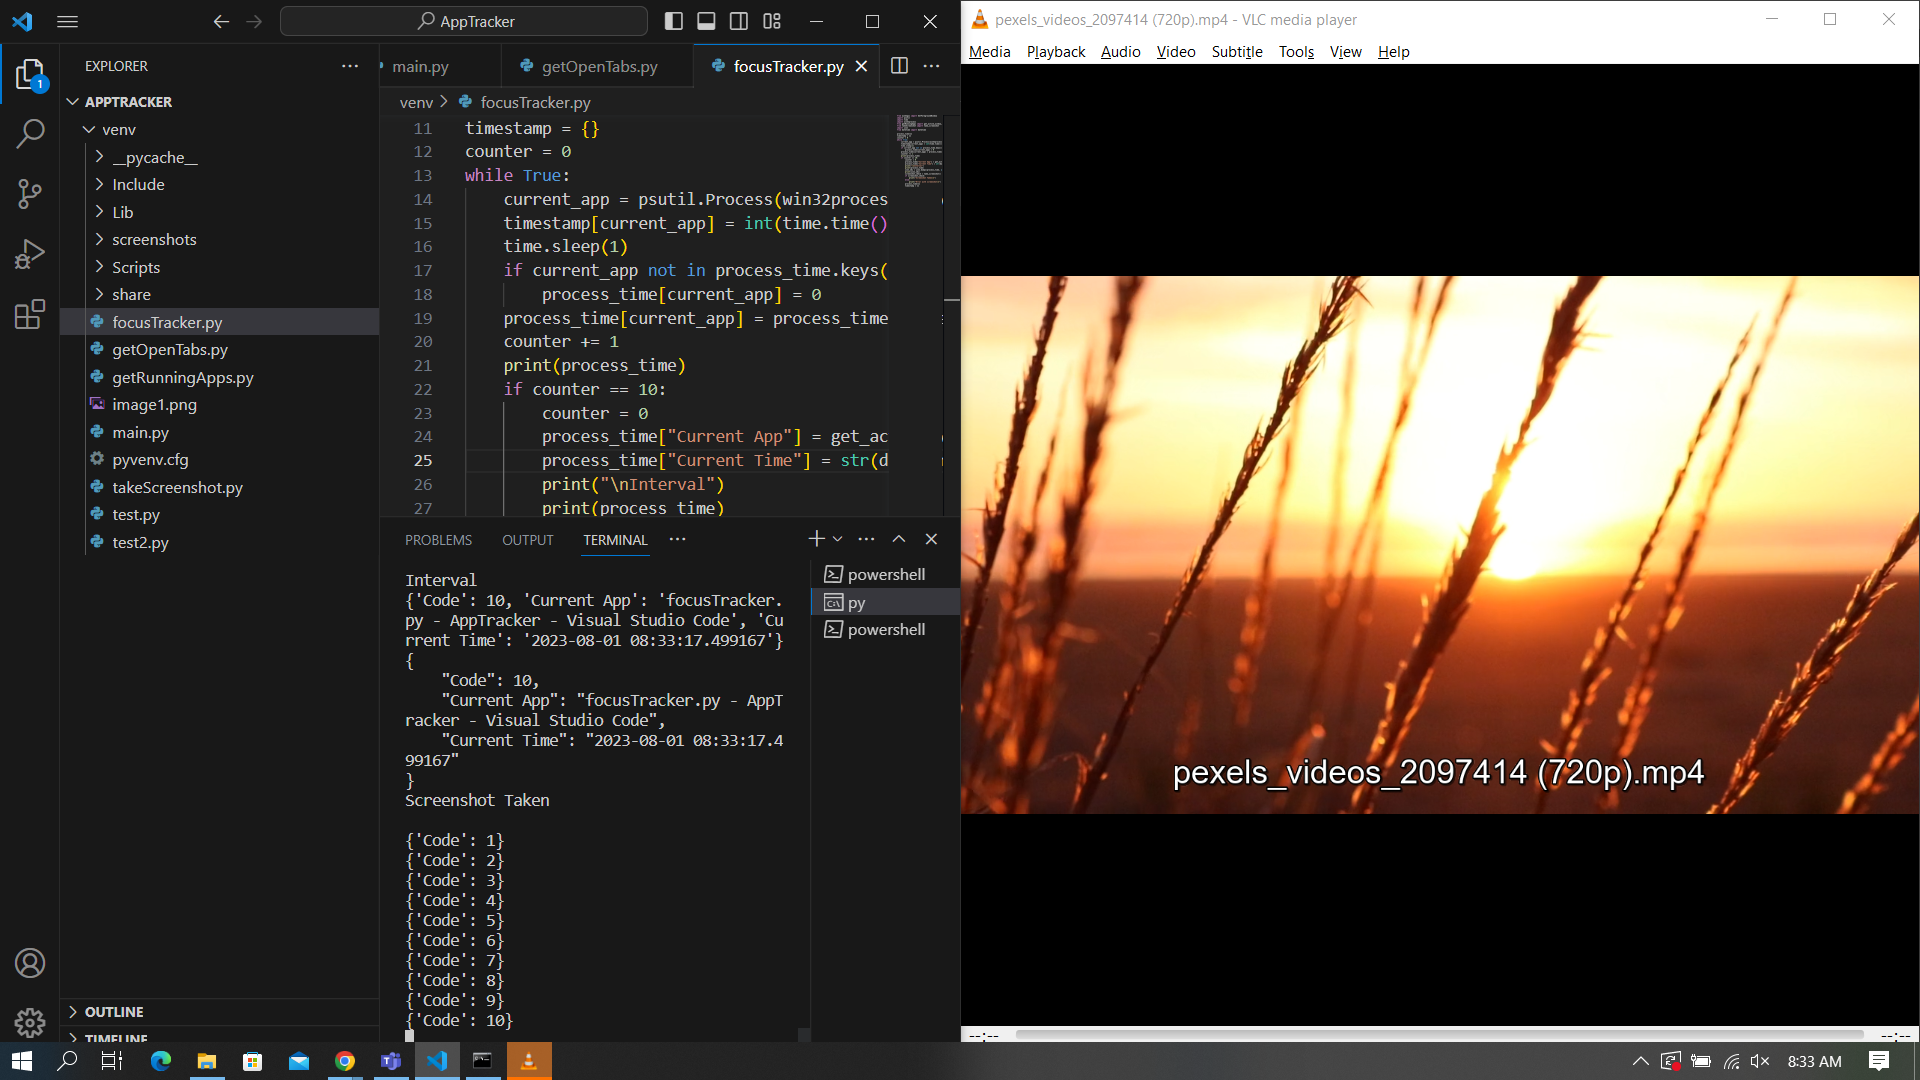 AppTracker
EXPLORER
1
APPTRACKER
venv
__pycache__
Include
Lib
screenshots
Scripts
share
focusTracker.py
getOpenTabs.py
getRunningApps.py
image1.png
main.py
pyvenv.cfg
takeScreenshot.py
test.py
test2.py
OUTLINE
TIMELINE
main.py
getOpenTabs.py
focusTracker.py
venv > focusTracker.py
11 timestamp = {}
12 counter = 0
13 while True:
14 current_app = psutil.Process(win32proces
15 timestamp[current_app] = int(time.time()
16 time.sleep(1)
17 if current_app not in process_time.keys(
18 process_time[current_app] = 0
19 process_time[current_app] = process_time
20 counter += 1
21 print(process_time)
22 if counter == 10:
23 counter = 0
24 process_time["Current App"] = get_ac
25 process_time["Current Time"] = str(d
26 print("\nInterval")
27 print(process_time)
PROBLEMS OUTPUT TERMINAL
Interval
{'Code': 10, 'Current App': 'focusTracker.
py - AppTracker - Visual Studio Code', 'Cu
rrent Time': '2023-08-01 08:33:17.499167'}
{
"Code": 10,
"Current App": "focusTracker.py - AppT
racker - Visual Studio Code",
"Current Time": "2023-08-01 08:33:17.4
99167"
}
Screenshot Taken
{'Code': 1}
{'Code': 2}
{'Code': 3}
{'Code': 4}
{'Code': 5}
{'Code': 6}
{'Code': 7}
{'Code': 8}
{'Code': 9}
{'Code': 10}
powershell
py
powershell
pexels_videos_2097414 (720p).mp4 - VLC media player
Media Playback Audio Video Subtitle Tools View Help
pexels_videos_2097414 (720p).mp4
--:-- --:--
8:33 AM